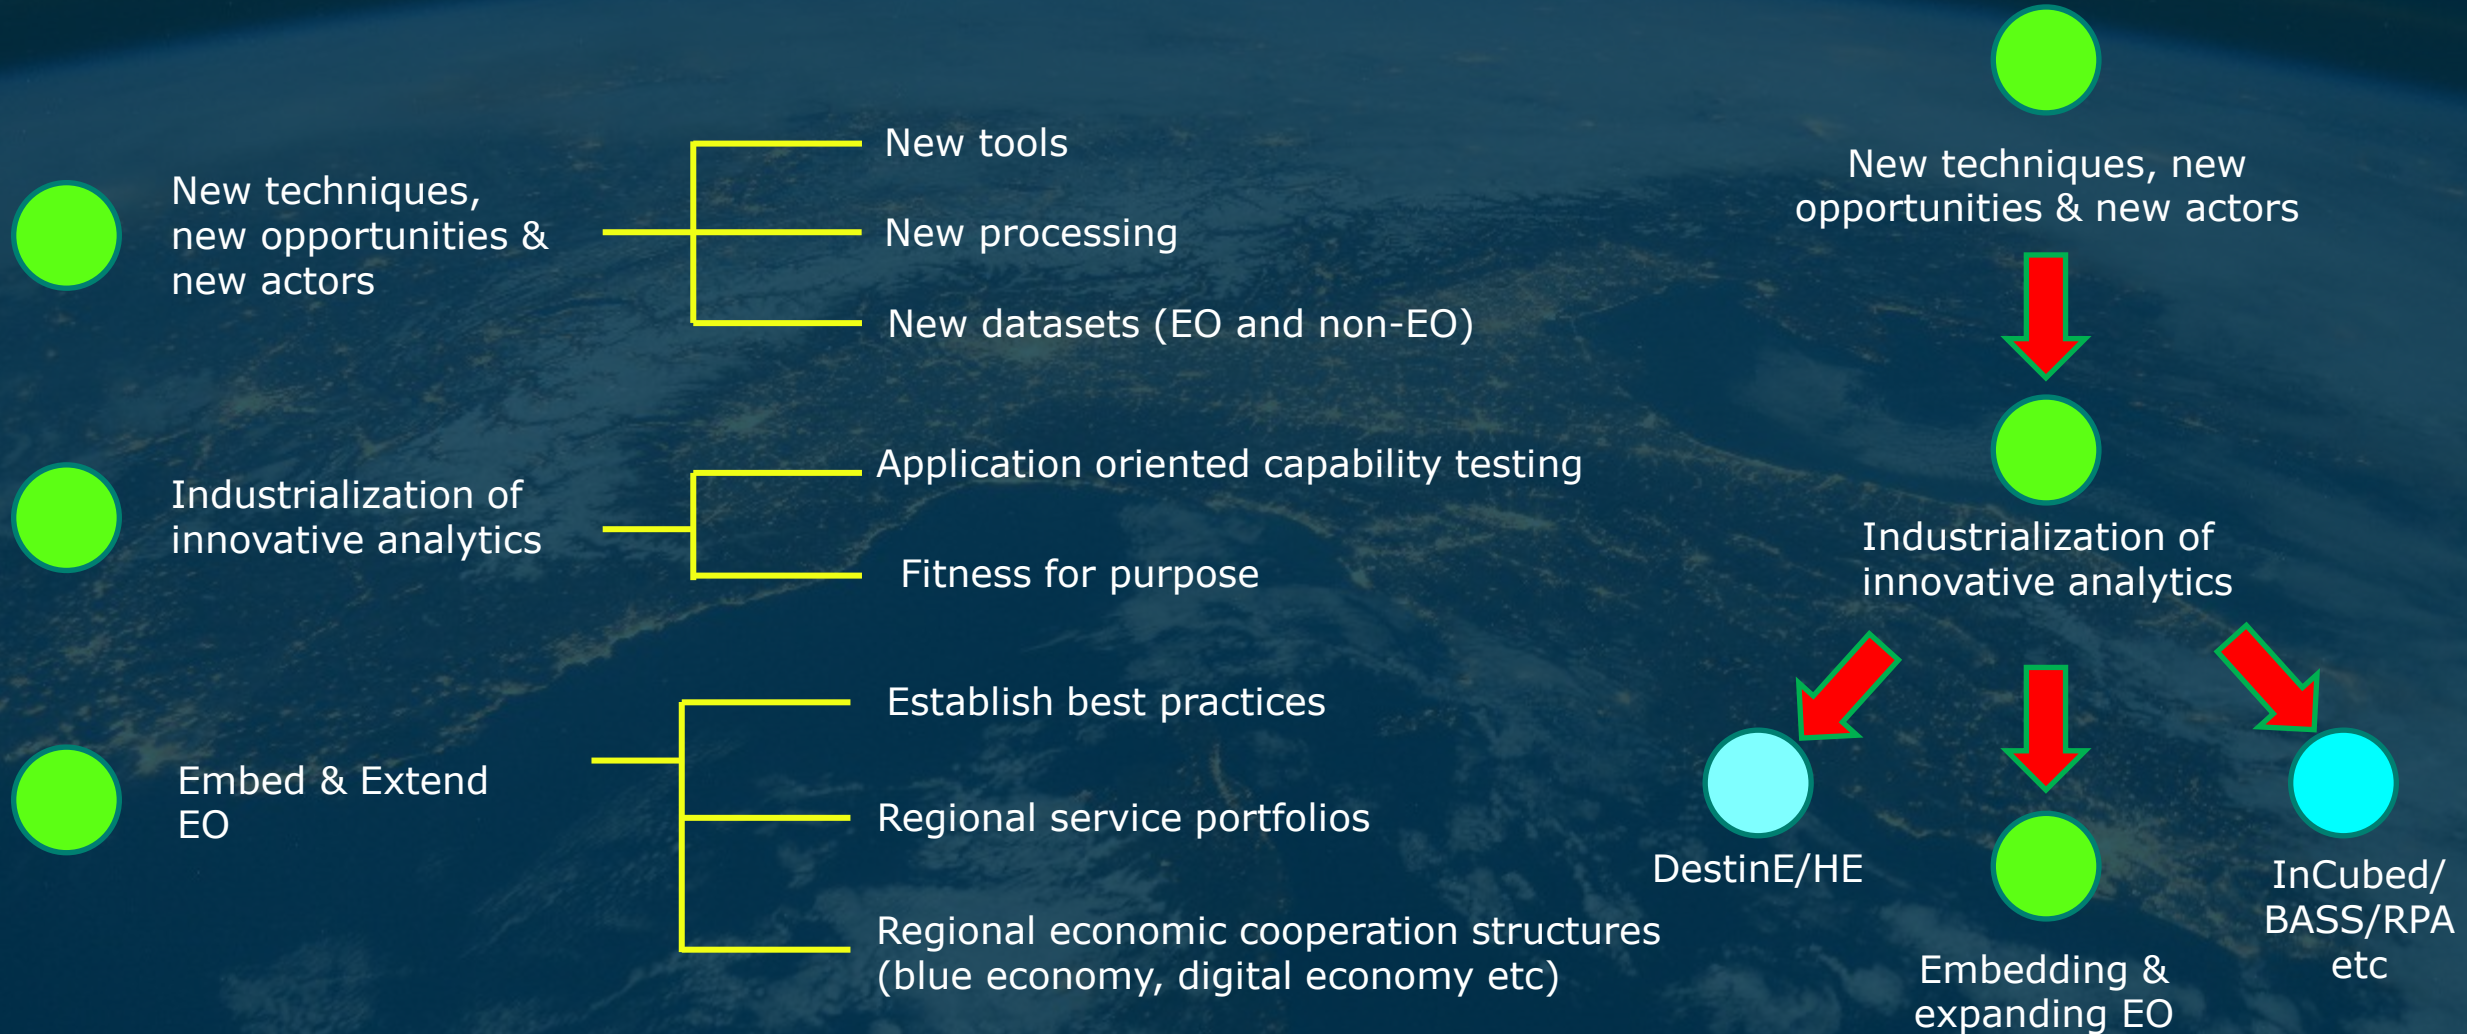 New techniques,
new opportunities &
new actors
New tools
New processing
New datasets (EO and non-EO)
Industrialization of
innovative analytics
Application oriented capability testing
Fitness for purpose
Embed & Extend
EO
Establish best practices
Regional service portfolios
Regional economic cooperation structures
(blue economy, digital economy etc)
New techniques, new
opportunities & new actors
Industrialization of
innovative analytics
DestinE/HE
Embedding &
expanding EO
InCubed/
BASS/RPA
etc